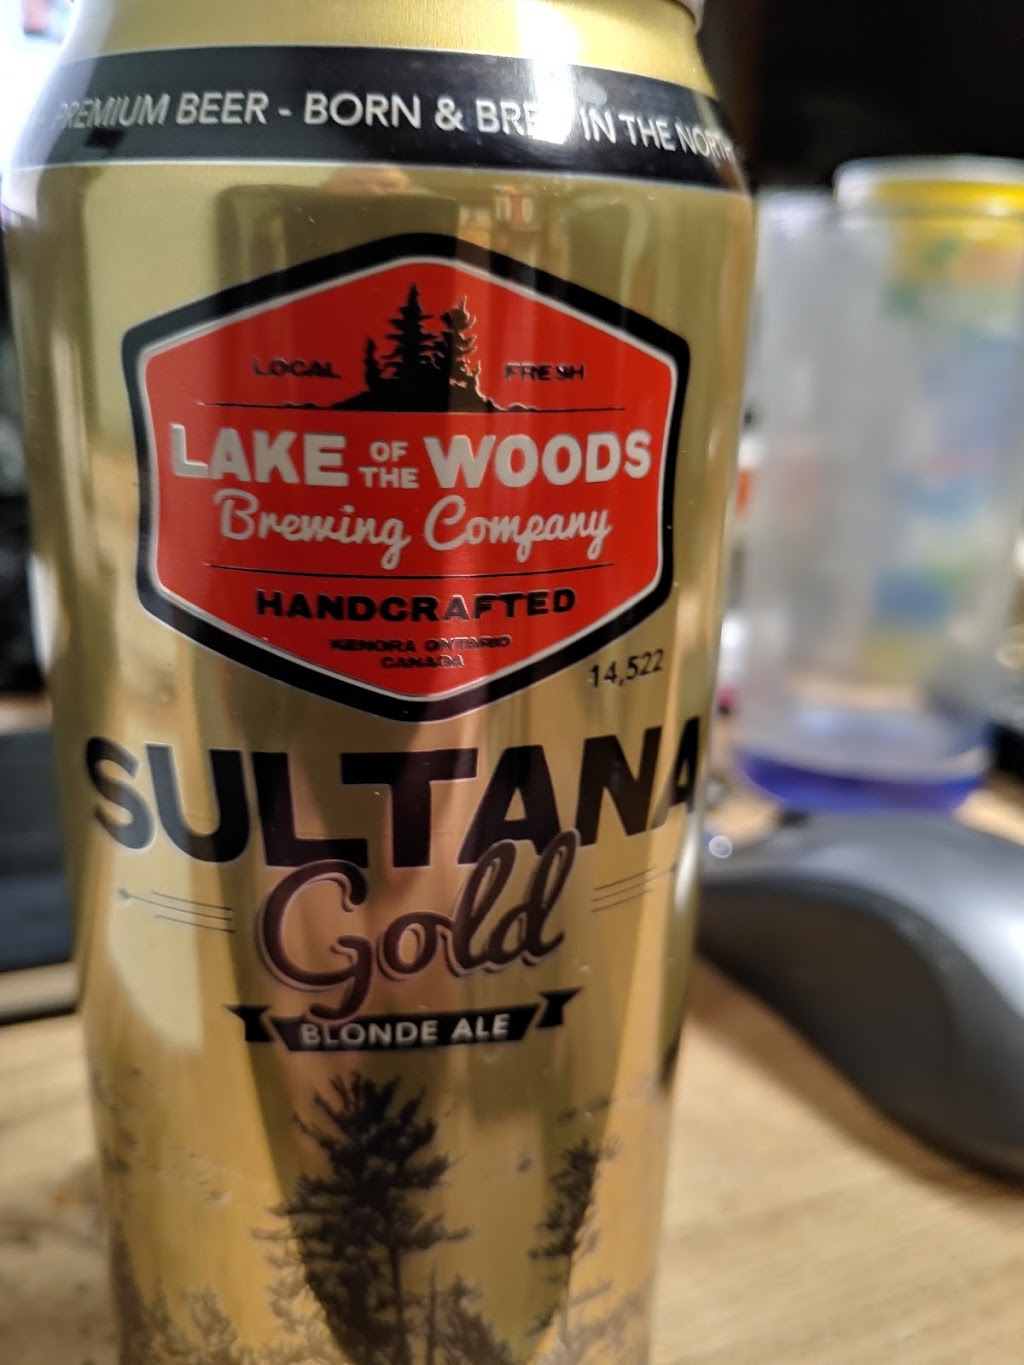 PREMIUM BEER - BORN & BREWED IN THE NORTH
LOCAL FRESH
LAKE OF THE WOODS
Brewing Company
HANDCRAFTED
KENORA ONTARIO
CANADA
14,522
SULTANA
Gold
BLONDE ALE